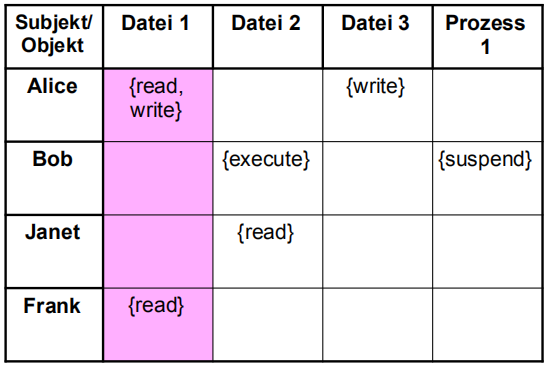 Subjekt/ Datei 1 Datei 2 Datei 3 Prozess
Objekt 1
Alice {read, {write}
write}
Bob {execute} {suspend}
Janet {read}
Frank {read}